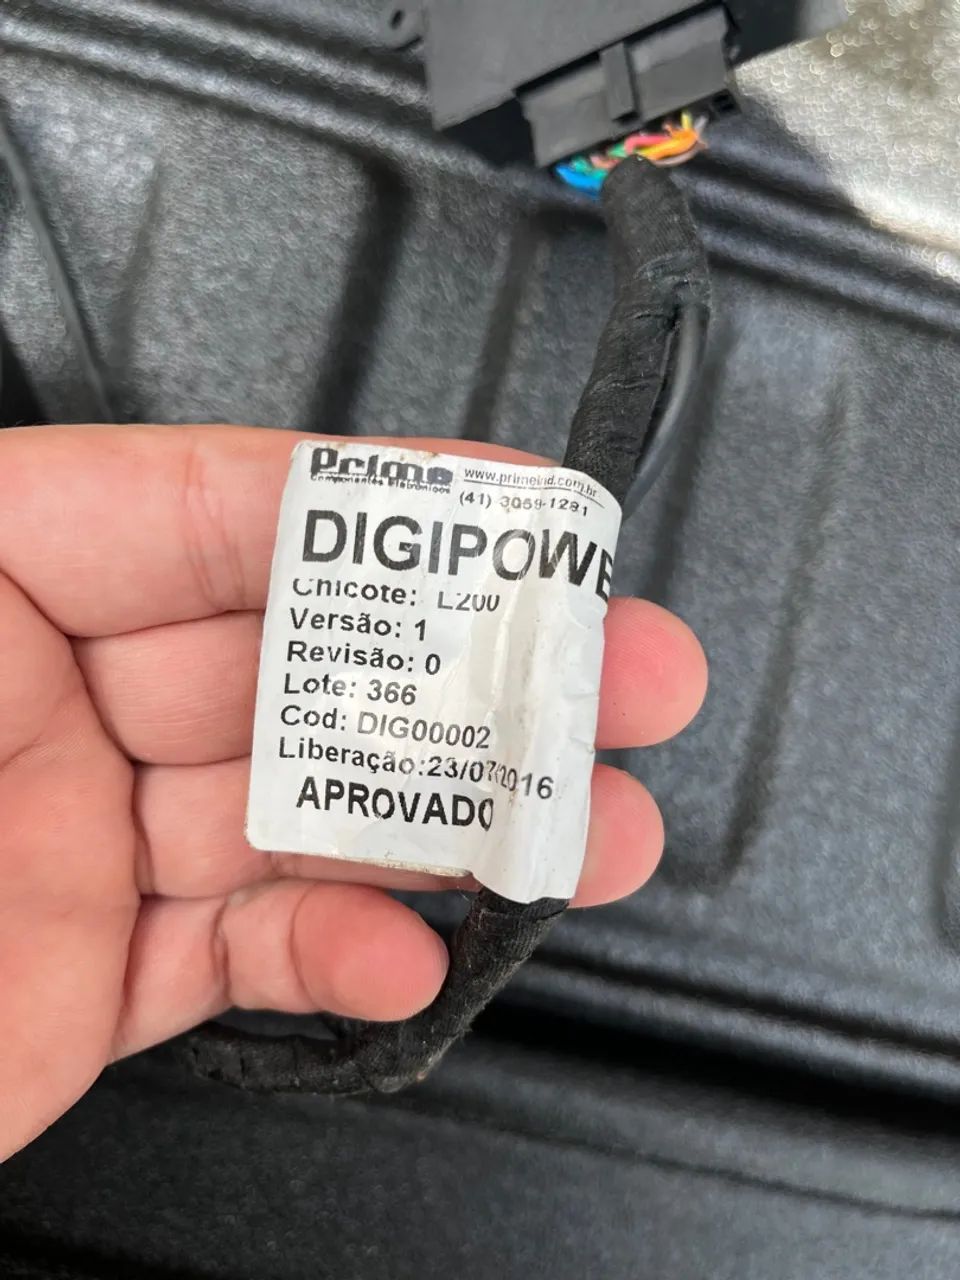 Prime
Componentes Eletrônicos
www.primeind.com.br
(41) 3059-1281
DIGIPOWE
Chicote: L200
Versão: 1
Revisão: 0
Lote: 366
Cod: DIG00002
Liberação:23/07/2016
APROVADO